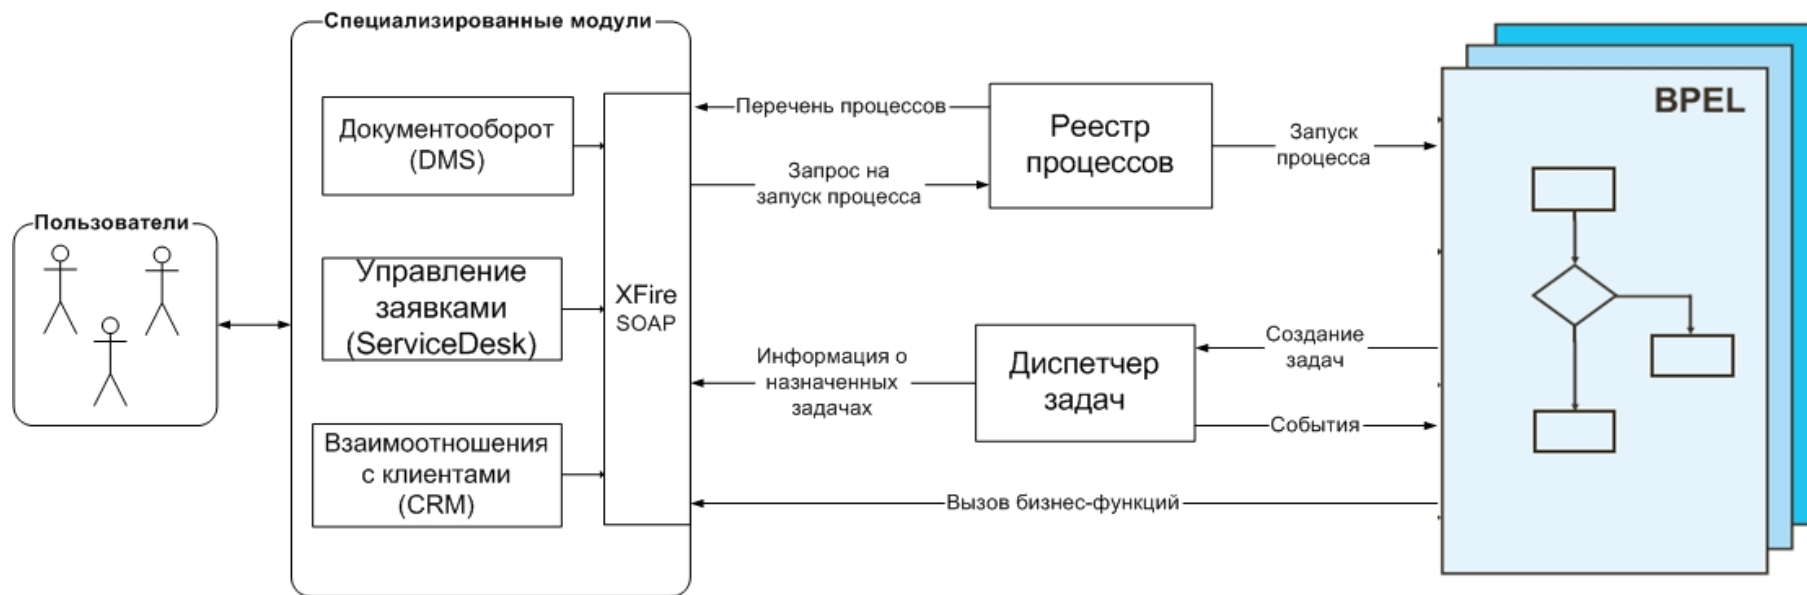 Специализированные модули
Пользователи
Документооборот
(DMS)
Управление
заявками
(ServiceDesk)
Взаимоотношения
с клиентами
(CRM)
XFire
SOAP
Перечень процессов
Запрос на
запуск процесса
Реестр
процессов
Запуск
процесса
Информация о
назначенных
задачах
Диспетчер
задач
Создание
задач
События
Вызов бизнес-функций
BPEL